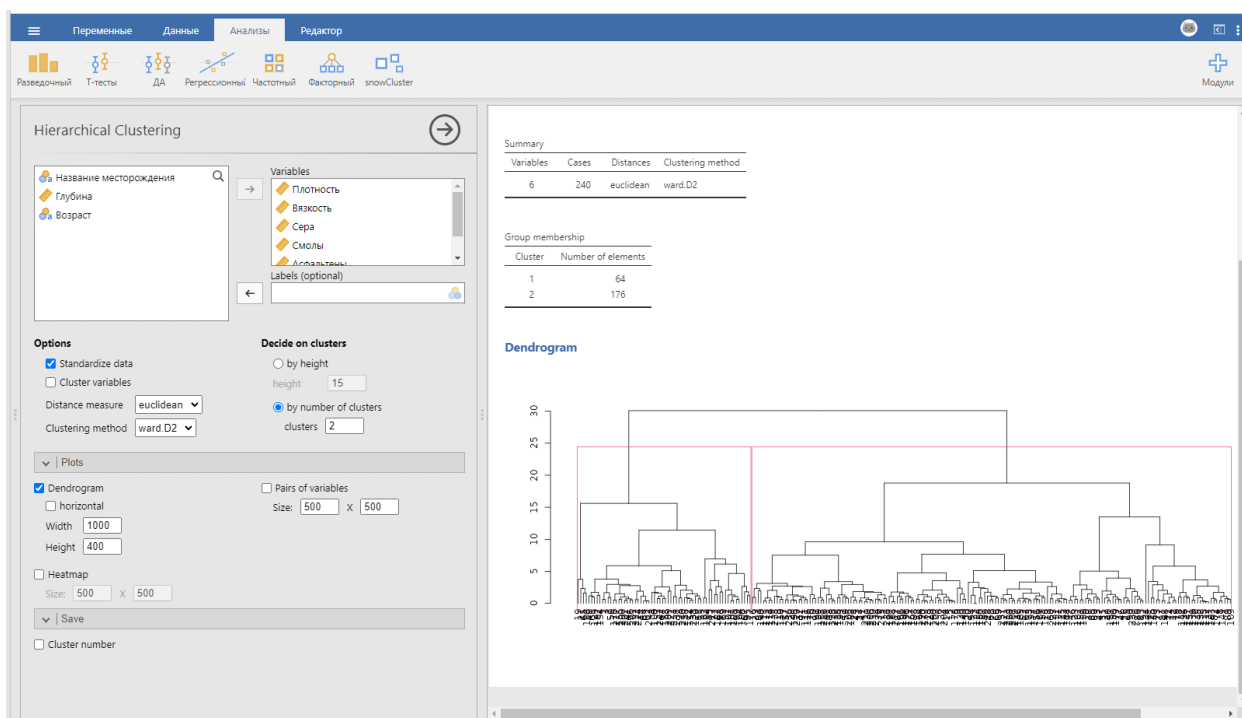 Переменные Данные Анализы Редактор
Разведочный Т-тесты ДА Регрессионный Частотный Факторный snowCluster Модули
Hierarchical Clustering
Название месторождения
Глубина
Возраст
Variables
Плотность
Вязкость
Сера
Смолы
Асфальтены
Labels (optional)
Options
Standardize data
Cluster variables
Distance measure euclidean
Clustering method ward.D2
Decide on clusters
by height
height 15
by number of clusters
clusters 2
Plots
Dendrogram
horizontal
Width 1000
Height 400
Pairs of variables
Size: 500 X 500
Heatmap
Size: 500 X 500
Save
Cluster number
Summary
Variables Cases Distances Clustering method
6 240 euclidean ward.D2
Group membership
Cluster Number of elements
1 64
2 176
Dendrogram
30
25
20
15
10
5
0